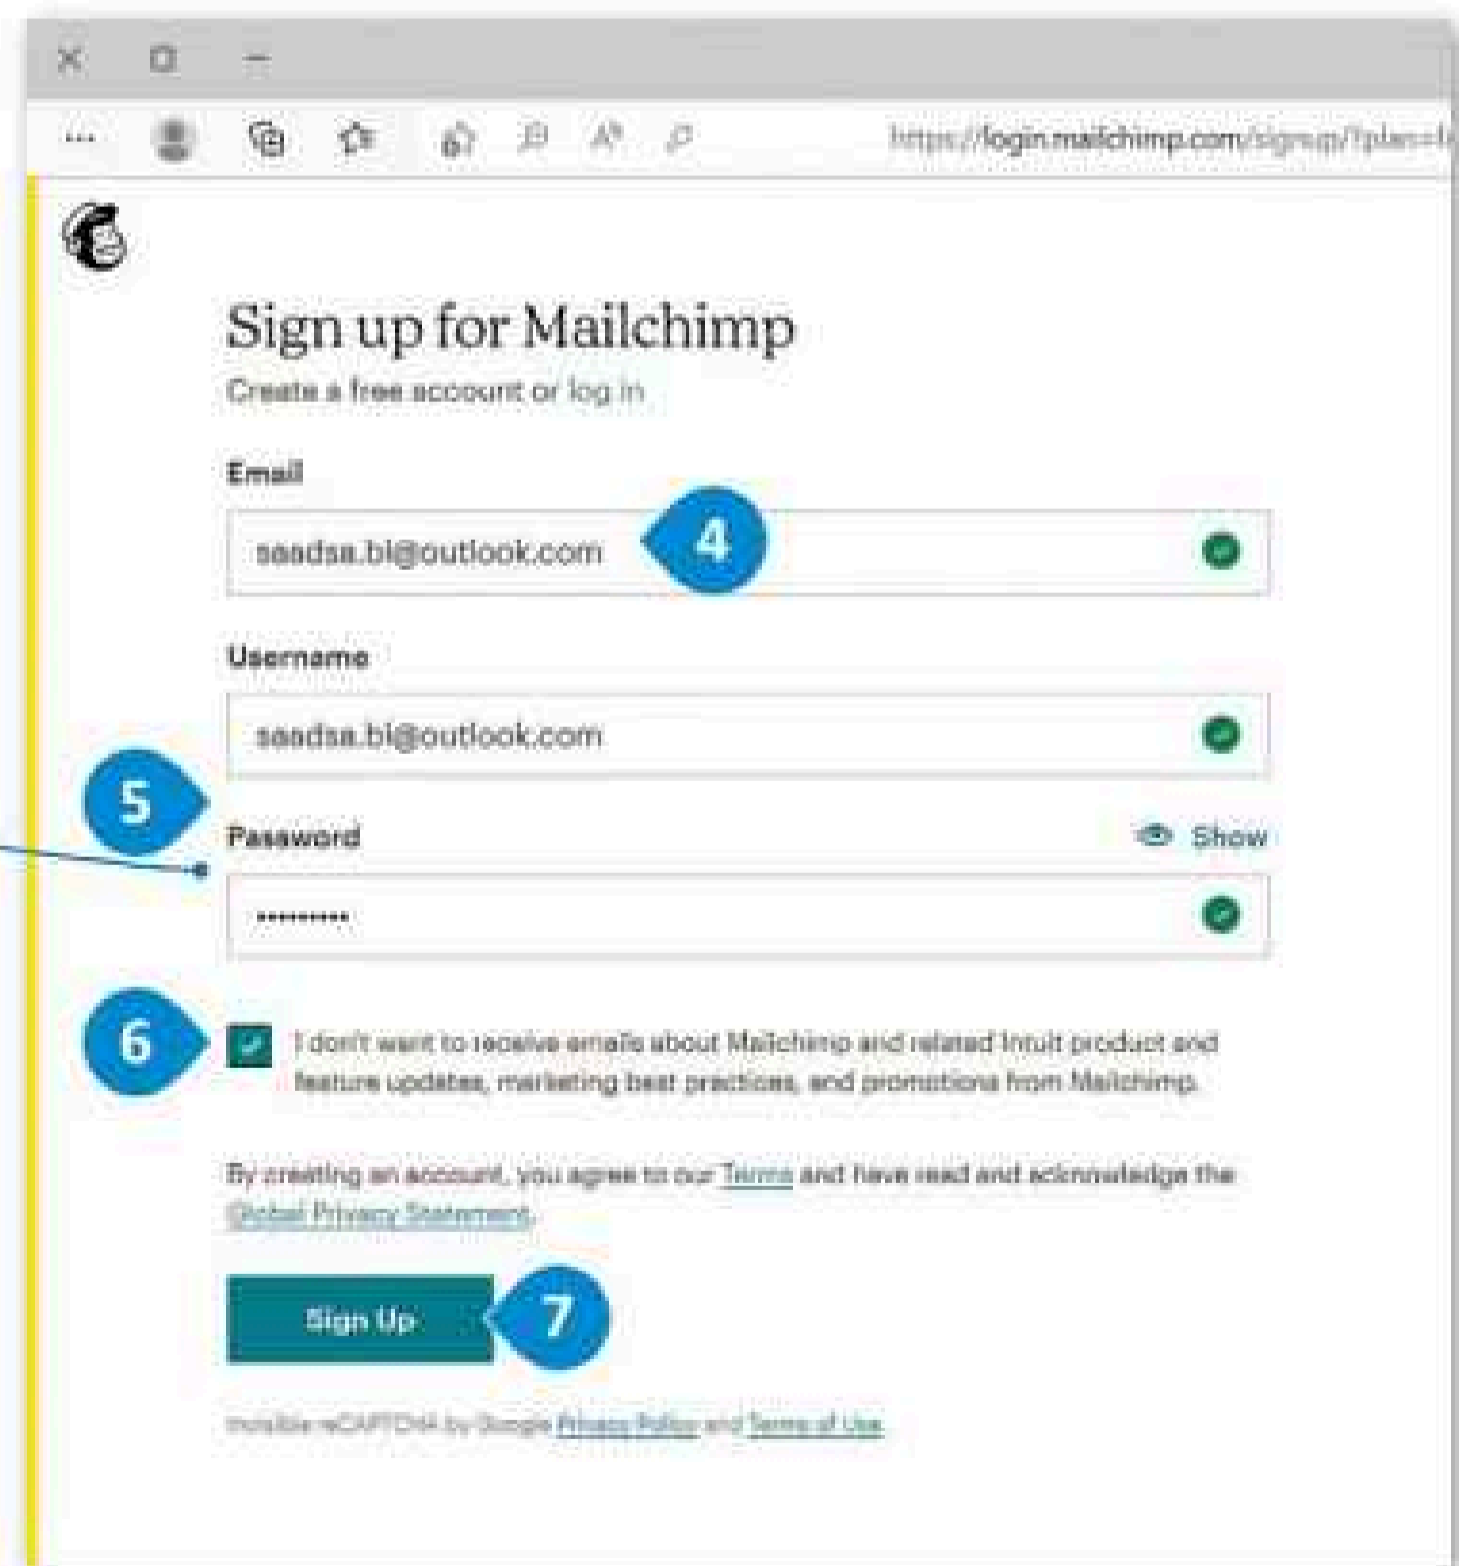 https://login.mailchimp.com/signup/?plan=
Sign up for Mailchimp
Create a free account or log in
Email
saadsa.bi@outlook.com
4
Username
saadsa.bi@outlook.com
5
Password
Show
•••••••••
6
I don't want to receive emails about Mailchimp and related Intuit product and
feature updates, marketing best practices, and promotions from Mailchimp.
By creating an account, you agree to our Terms and have read and acknowledge the
Global Privacy Statement.
Sign Up
7
Invisible reCAPTCHA by Google Privacy Policy and Terms of Use.